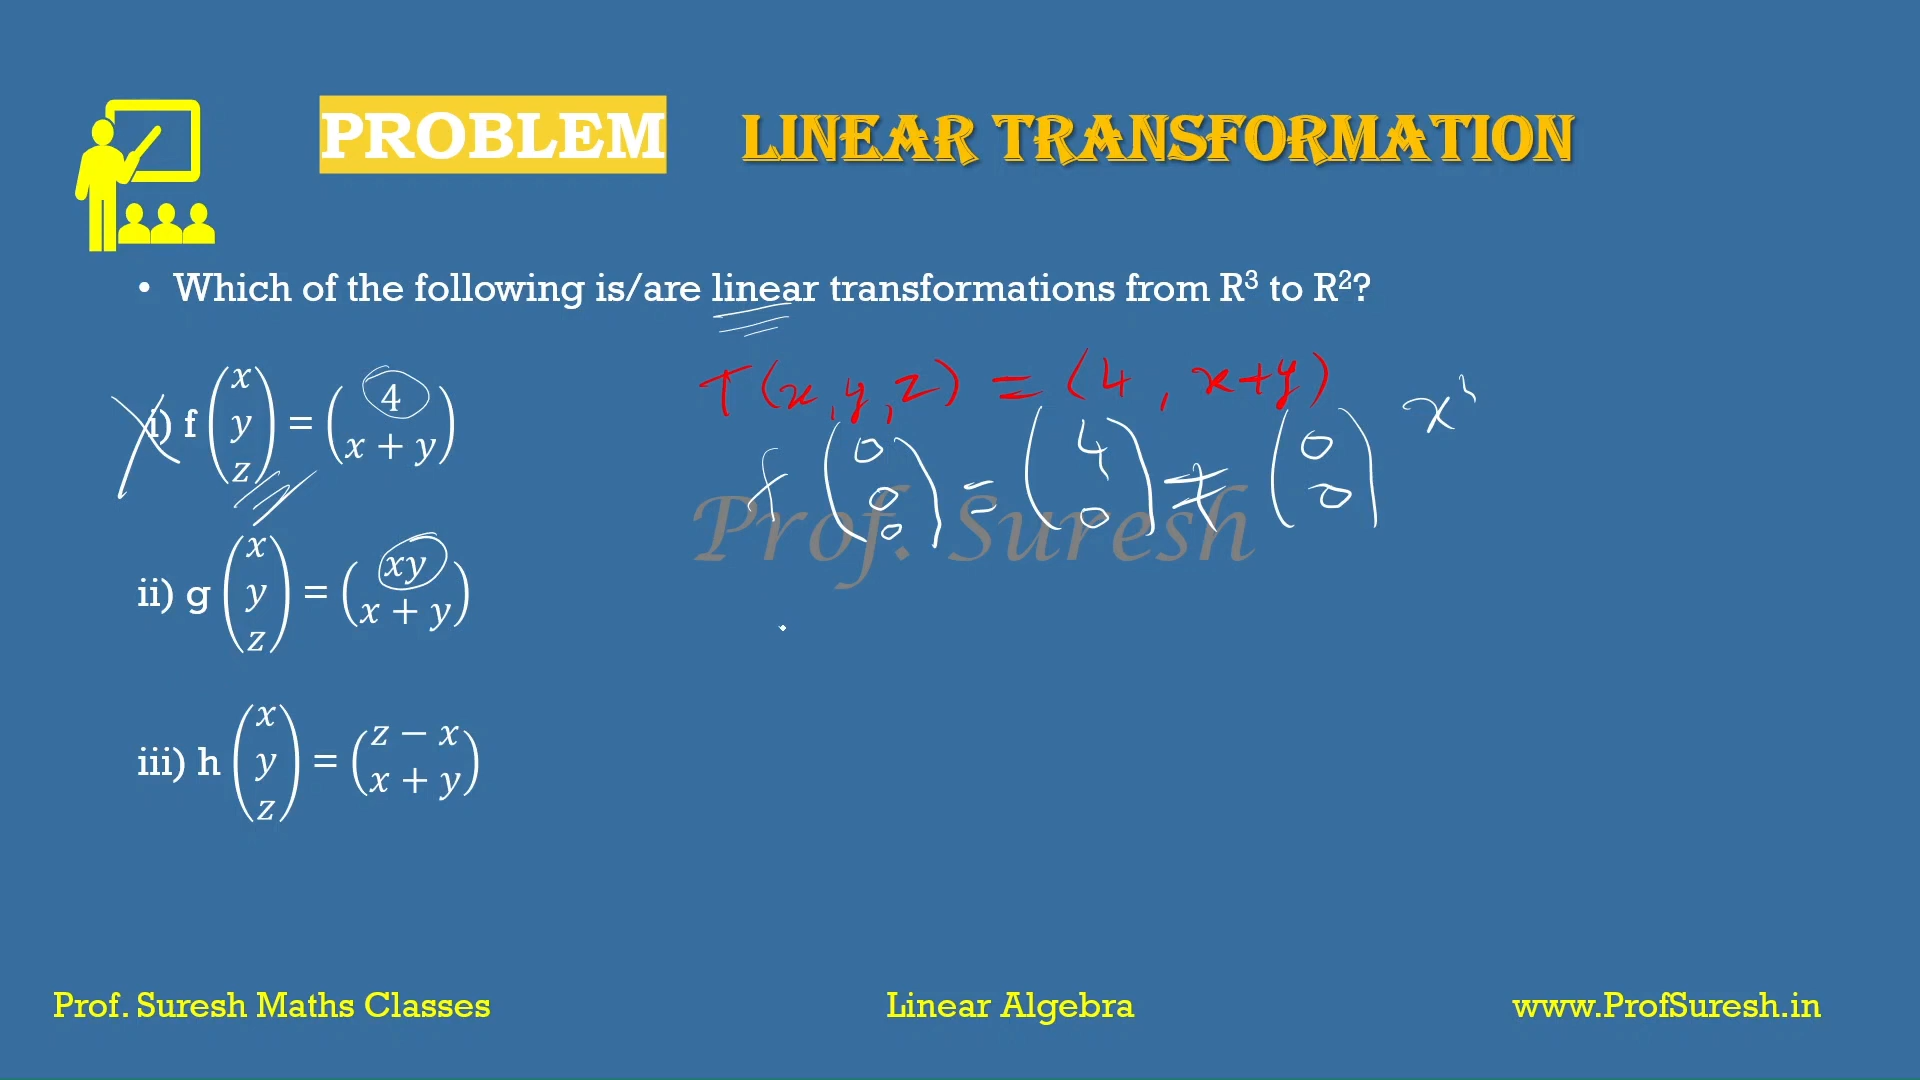 PROBLEM LINEAR TRANSFORMATION
• Which of the following is/are linear transformations from R³ to R²?
T(x,y,z) = (4, x+y)
i) f (x y z) = (4 x + y)
f (0 0 0) = (4 0) ≠ (0 0)
Prof. Suresh
ii) g (x y z) = (xy x + y)
iii) h (x y z) = (z − x x + y)
Prof. Suresh Maths Classes
Linear Algebra
www.ProfSuresh.in